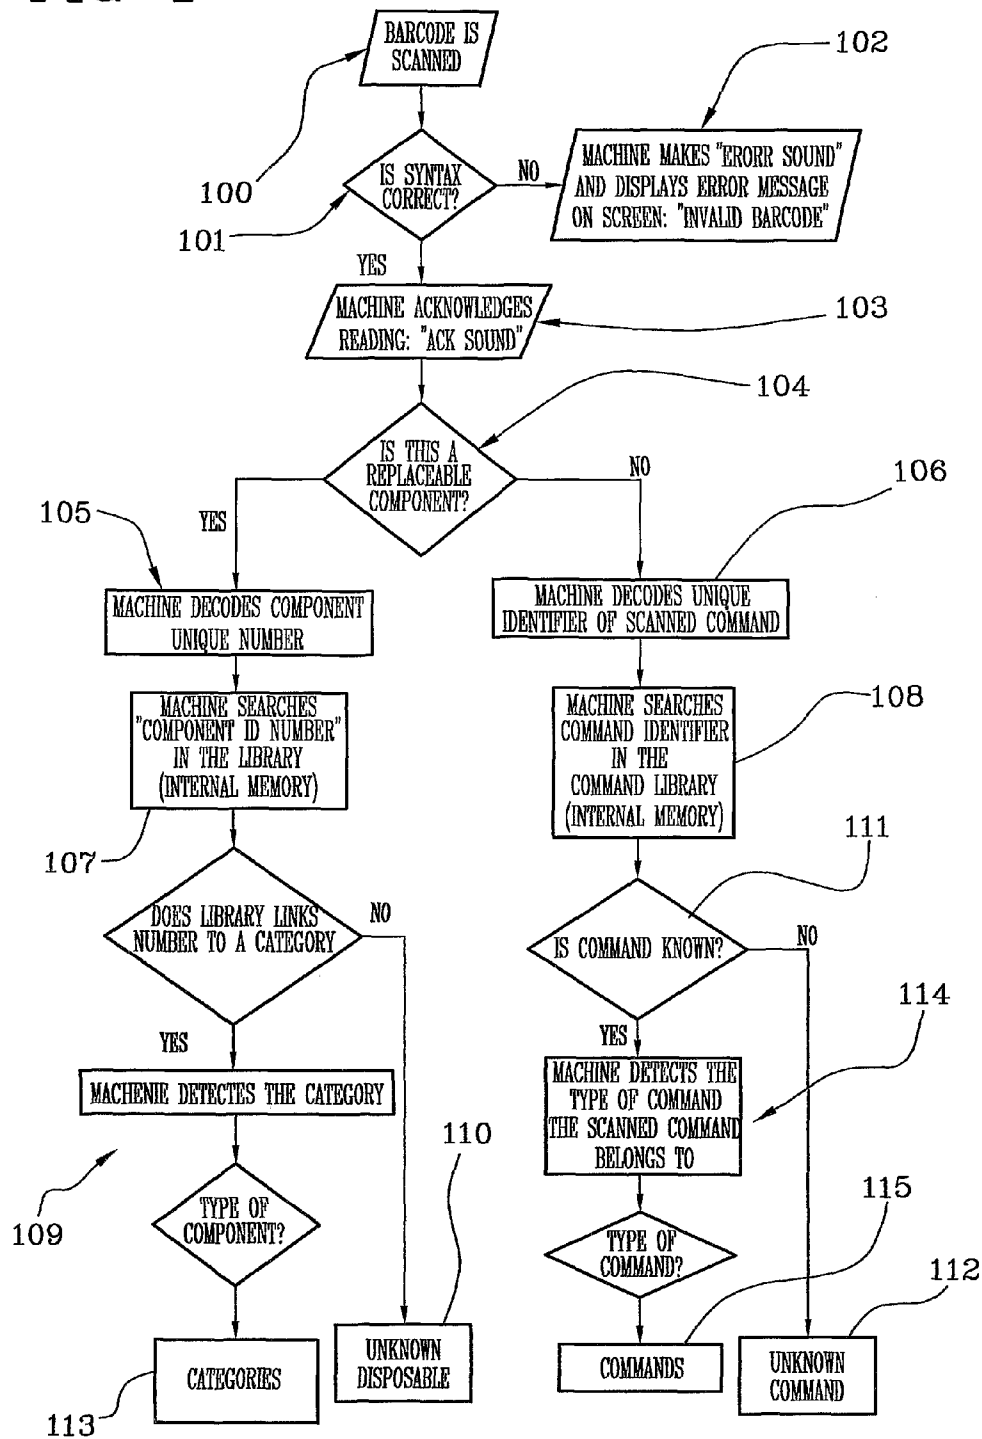 BARCODE IS
SCANNED
102
100
IS SYNTAX
CORRECT?
NO
MACHINE MAKES "ERORR SOUND"
AND DISPLAYS ERROR MESSAGE
ON SCREEN: "INVALID BARCODE"
101
YES
MACHINE ACKNOWLEDGES
READING: "ACK SOUND"
103
104
IS THIS A
REPLACEABLE
COMPONENT?
YES
NO
105
106
MACHINE DECODES COMPONENT
UNIQUE NUMBER
MACHINE DECODES UNIQUE
IDENTIFIER OF SCANNED COMMAND
MACHINE SEARCHES
"COMPONENT ID NUMBER"
IN THE LIBRARY
(INTERNAL MEMORY)
107
MACHINE SEARCHES
COMMAND IDENTIFIER
IN THE
COMMAND LIBRARY
(INTERNAL MEMORY)
108
DOES LIBRARY LINKS
NUMBER TO A CATEGORY
NO
YES
111
IS COMMAND KNOWN?
NO
YES
MACHENIE DETECTES THE CATEGORY
109
110
MACHINE DETECTS THE
TYPE OF COMMAND
THE SCANNED COMMAND
BELONGS TO
114
TYPE OF
COMPONENT?
TYPE OF
COMMAND?
115
112
CATEGORIES
113
UNKNOWN
DISPOSABLE
COMMANDS
UNKNOWN
COMMAND